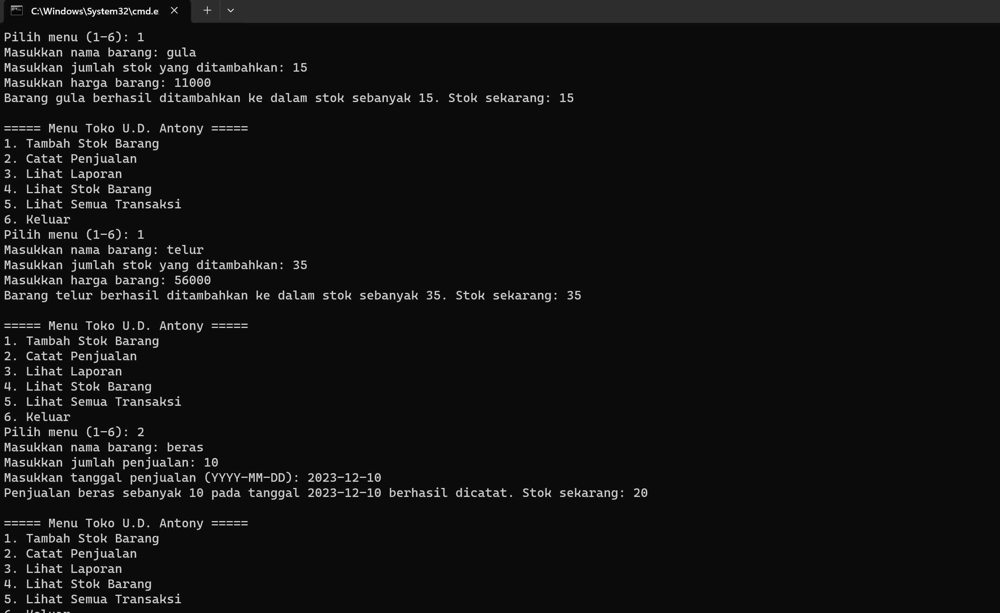 C:\Windows\System32\cmd.e
Pilih menu (1-6): 1
Masukkan nama barang: gula
Masukkan jumlah stok yang ditambahkan: 15
Masukkan harga barang: 11000
Barang gula berhasil ditambahkan ke dalam stok sebanyak 15. Stok sekarang: 15
===== Menu Toko U.D. Antony =====
1. Tambah Stok Barang
2. Catat Penjualan
3. Lihat Laporan
4. Lihat Stok Barang
5. Lihat Semua Transaksi
6. Keluar
Pilih menu (1-6): 1
Masukkan nama barang: telur
Masukkan jumlah stok yang ditambahkan: 35
Masukkan harga barang: 56000
Barang telur berhasil ditambahkan ke dalam stok sebanyak 35. Stok sekarang: 35
===== Menu Toko U.D. Antony =====
1. Tambah Stok Barang
2. Catat Penjualan
3. Lihat Laporan
4. Lihat Stok Barang
5. Lihat Semua Transaksi
6. Keluar
Pilih menu (1-6): 2
Masukkan nama barang: beras
Masukkan jumlah penjualan: 10
Masukkan tanggal penjualan (YYYY-MM-DD): 2023-12-10
Penjualan beras sebanyak 10 pada tanggal 2023-12-10 berhasil dicatat. Stok sekarang: 20
===== Menu Toko U.D. Antony =====
1. Tambah Stok Barang
2. Catat Penjualan
3. Lihat Laporan
4. Lihat Stok Barang
5. Lihat Semua Transaksi
6. Keluar